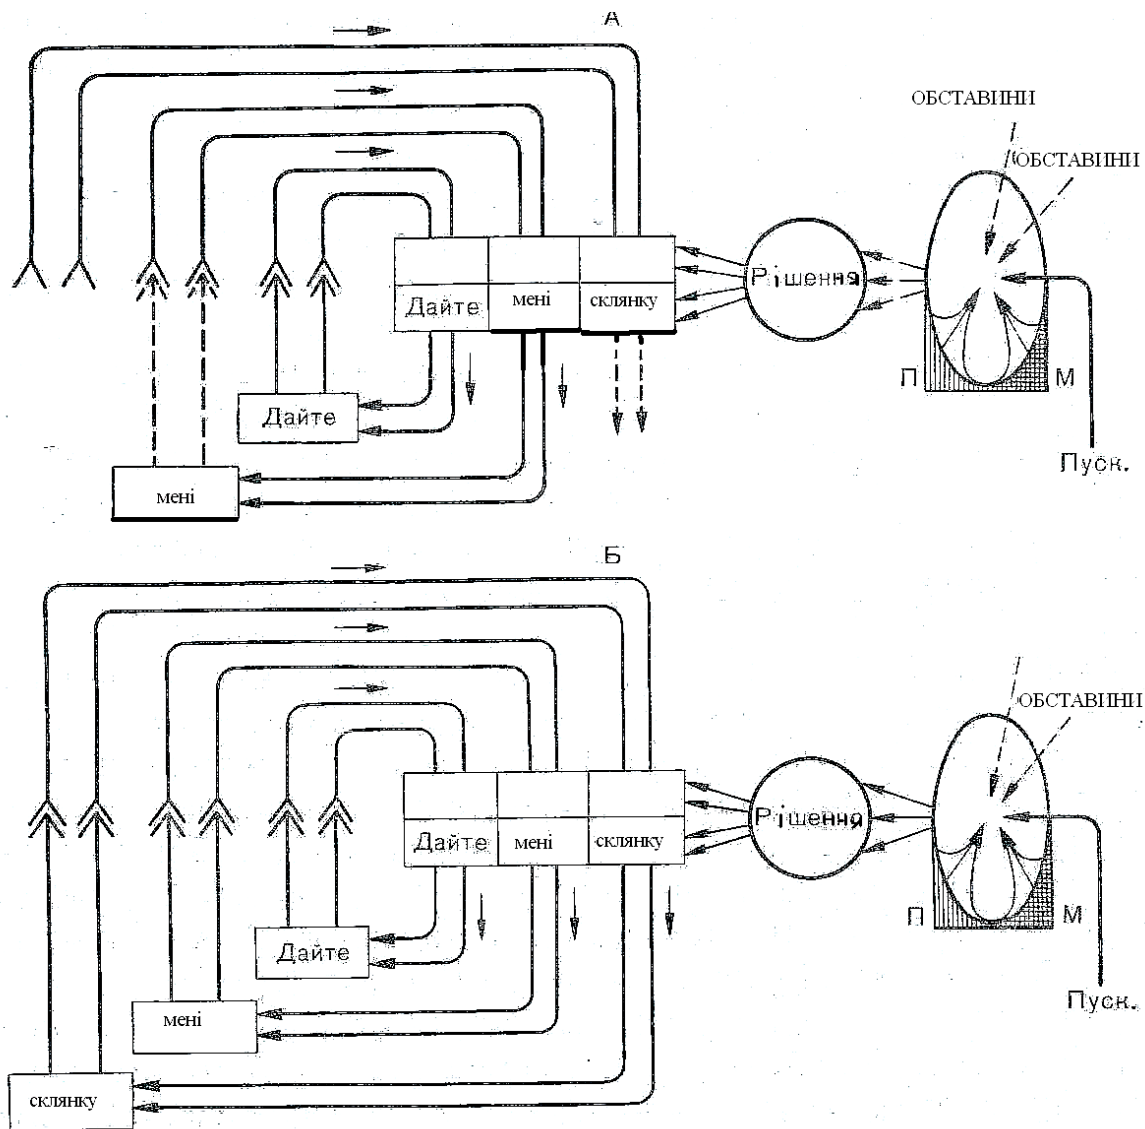 А
ОБСТАВИНИ
ОБСТАВИНИ
Рішення
Дайте мені склянку
П М
Дайте
Пуск.
мені
Б
ОБСТАВИНИ
Рішення
Дайте мені склянку
П М
Дайте
Пуск.
мені
склянку